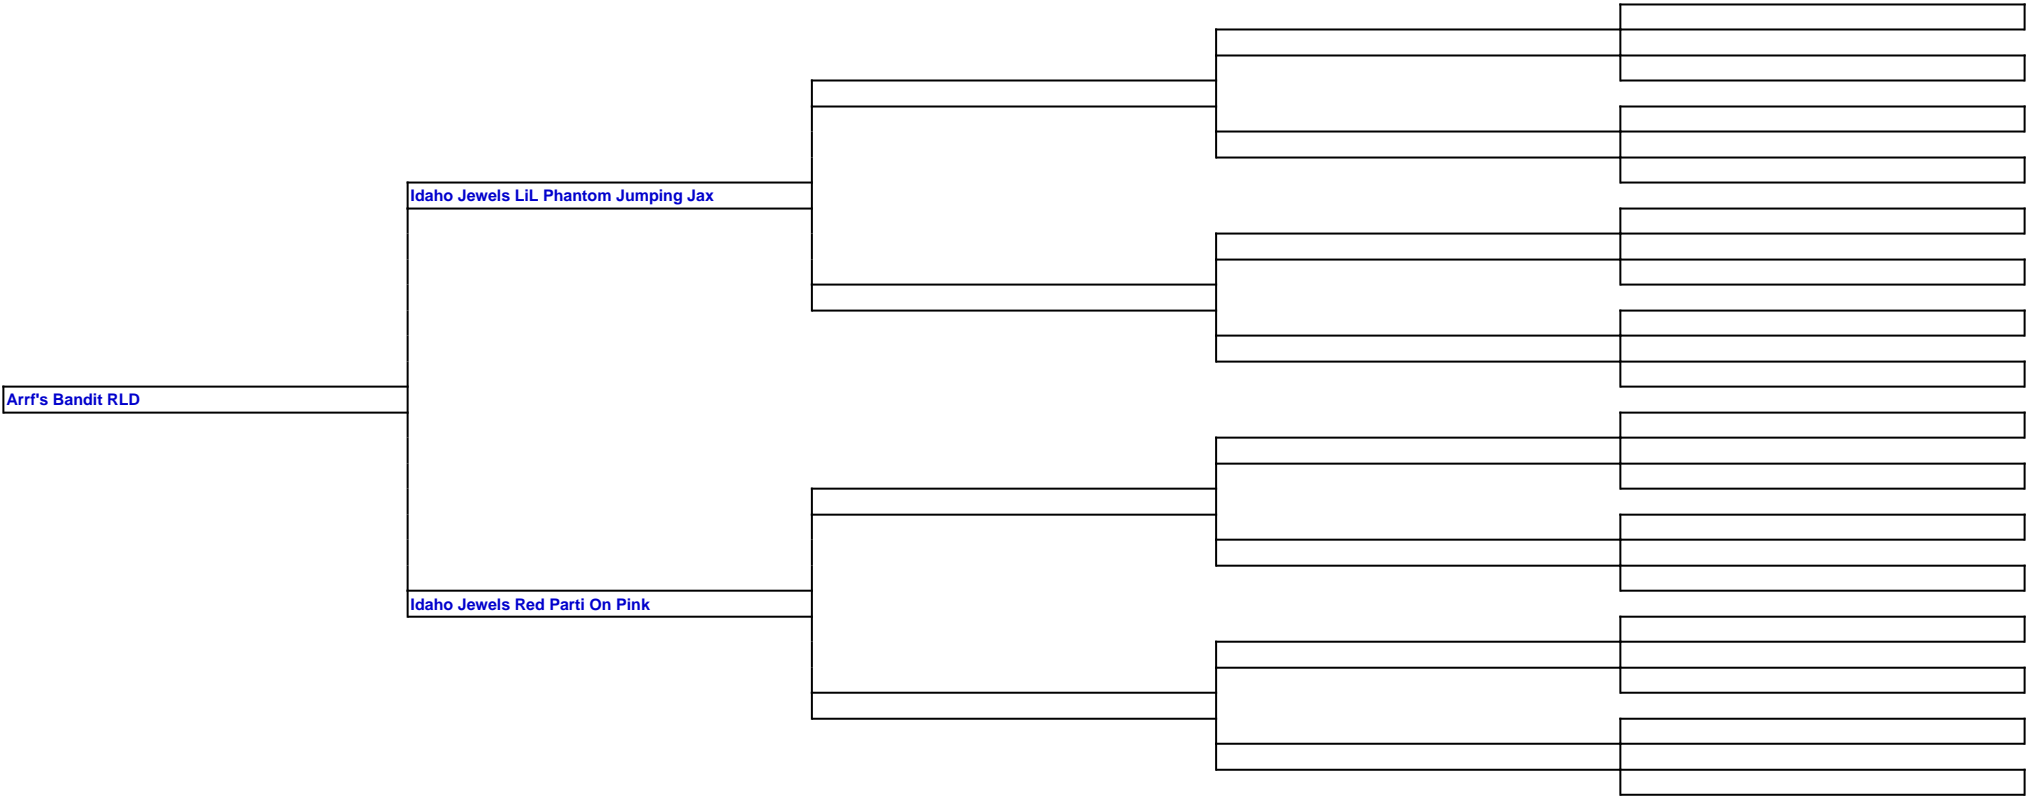 Idaho Jewels LiL Phantom Jumping Jax
Arrf's Bandit RLD
Idaho Jewels Red Parti On Pink